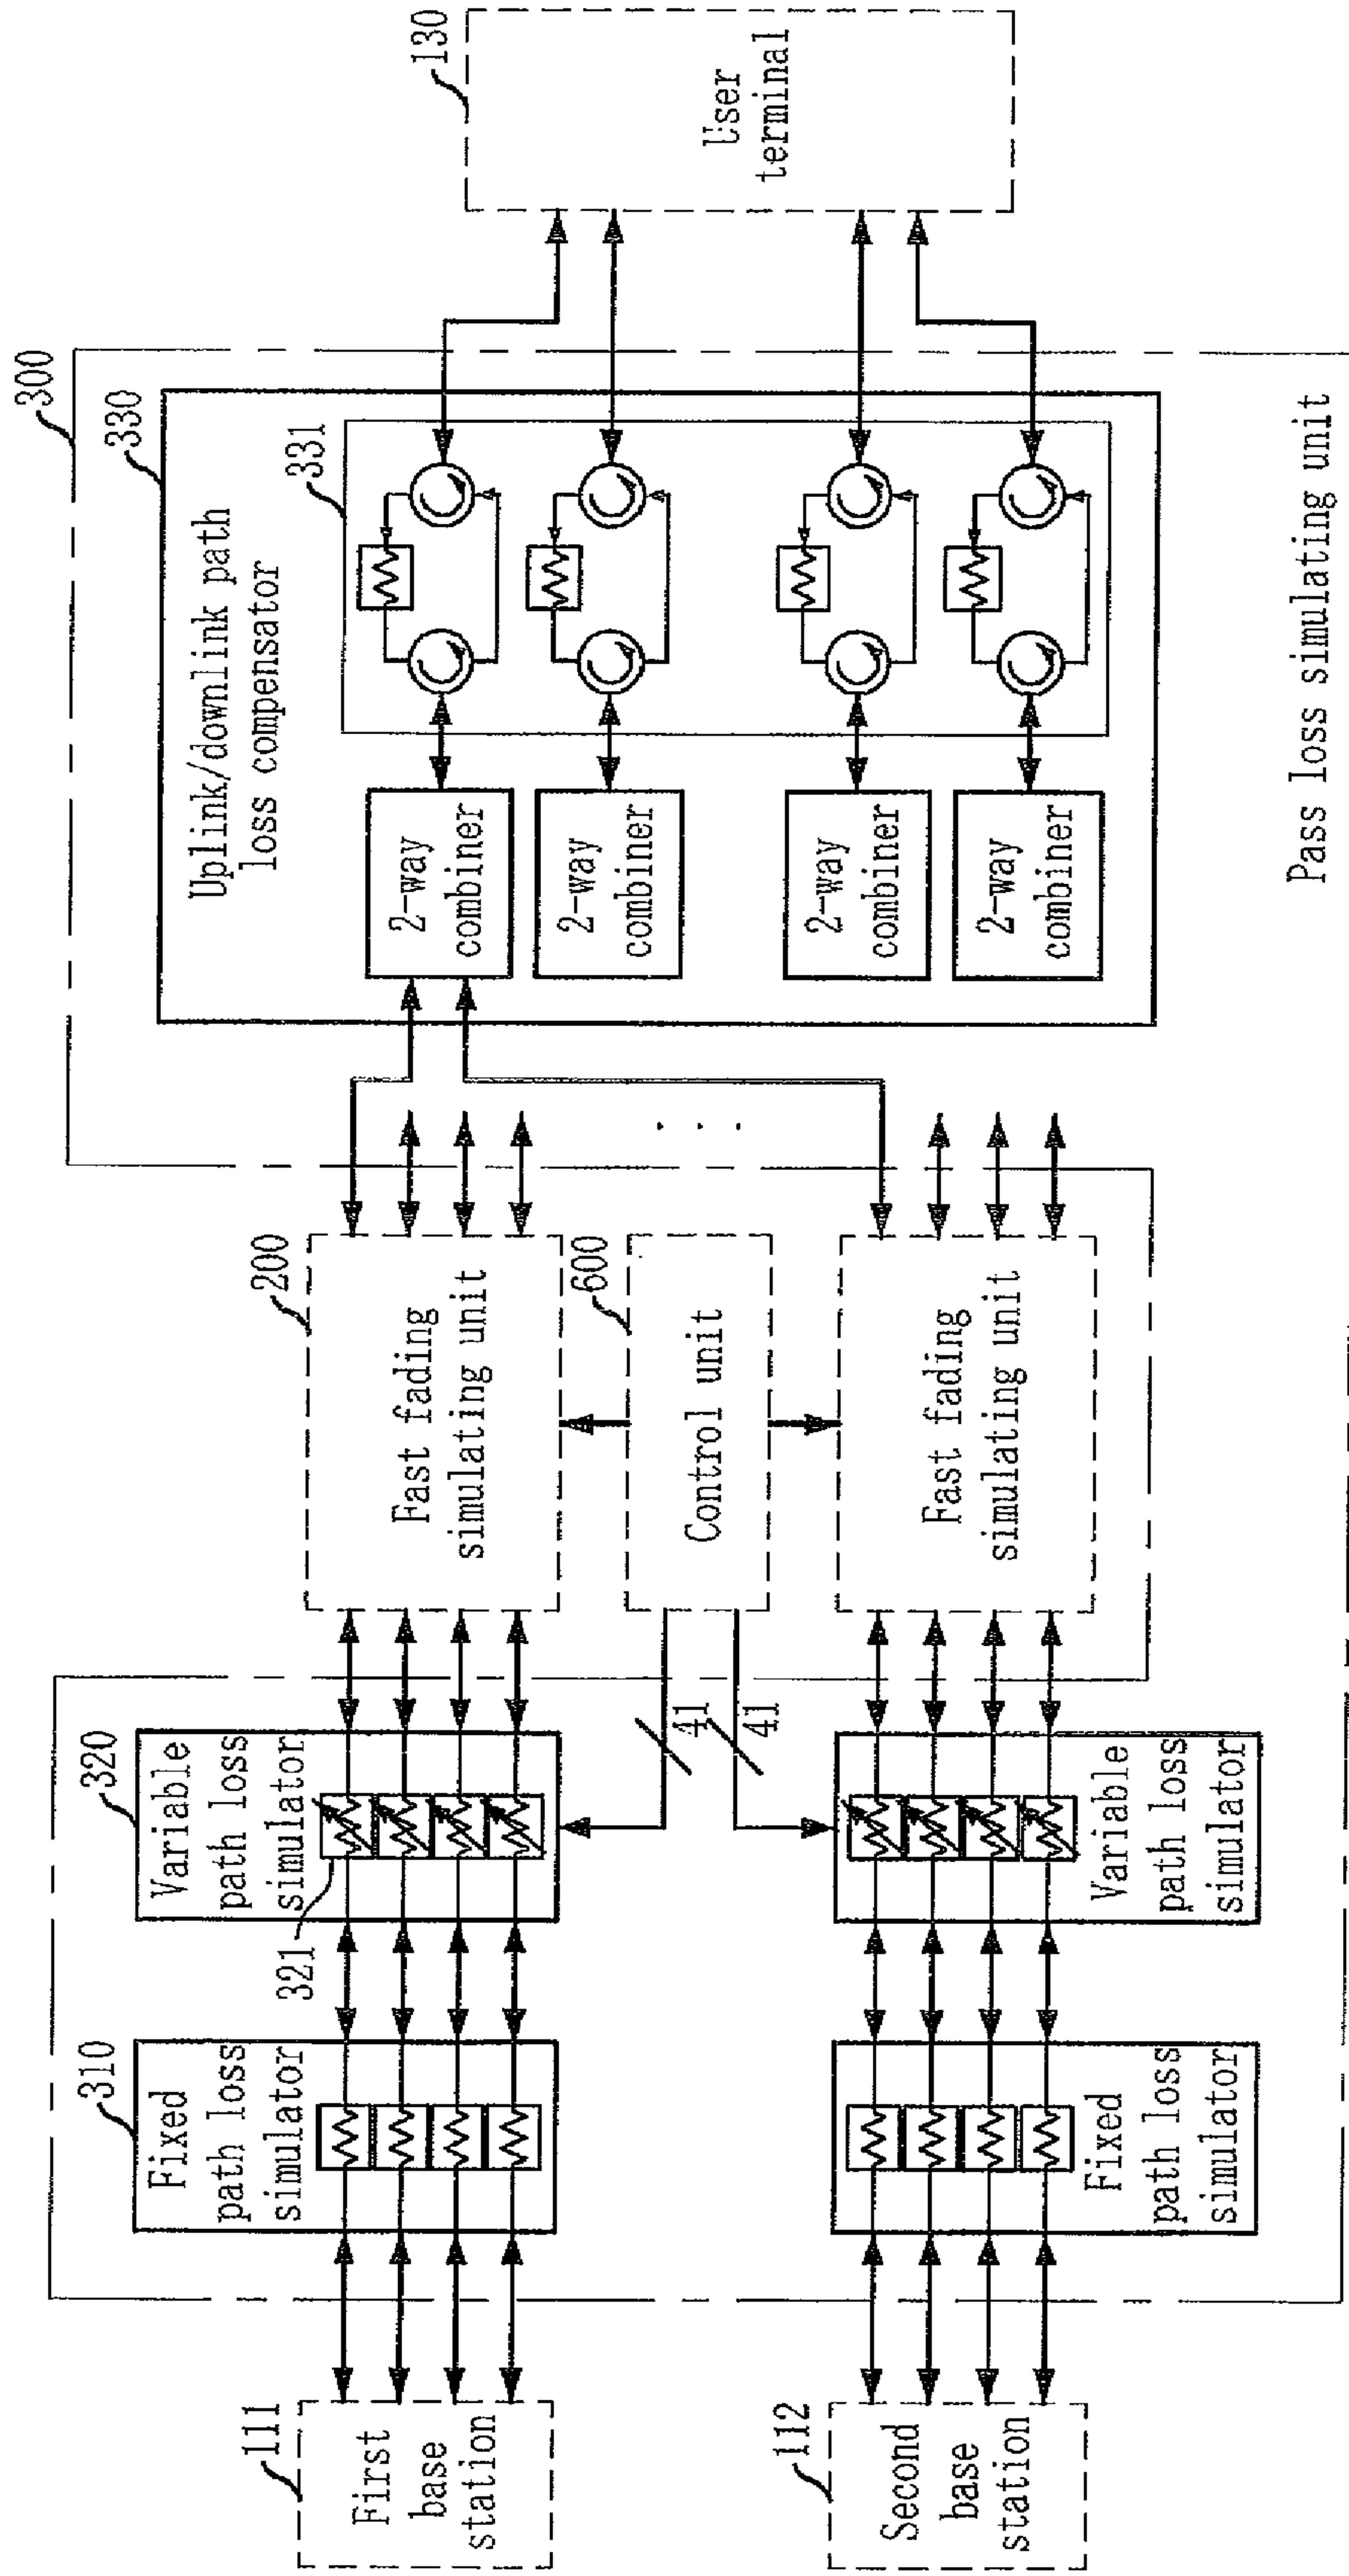 111
First
base
station
310
Fixed
path loss
simulator
320
Variable
path loss
simulator
321
200
Fast fading
simulating unit
600
Control unit
41
41
112
Second
base
station
Fixed
path loss
simulator
Variable
path loss
simulator
Fast fading
simulating unit
. . .
300
330
Uplink/downlink path
loss compensator
331
2-way
combiner
2-way
combiner
2-way
combiner
2-way
combiner
130
User
terminal
Pass loss simulating unit